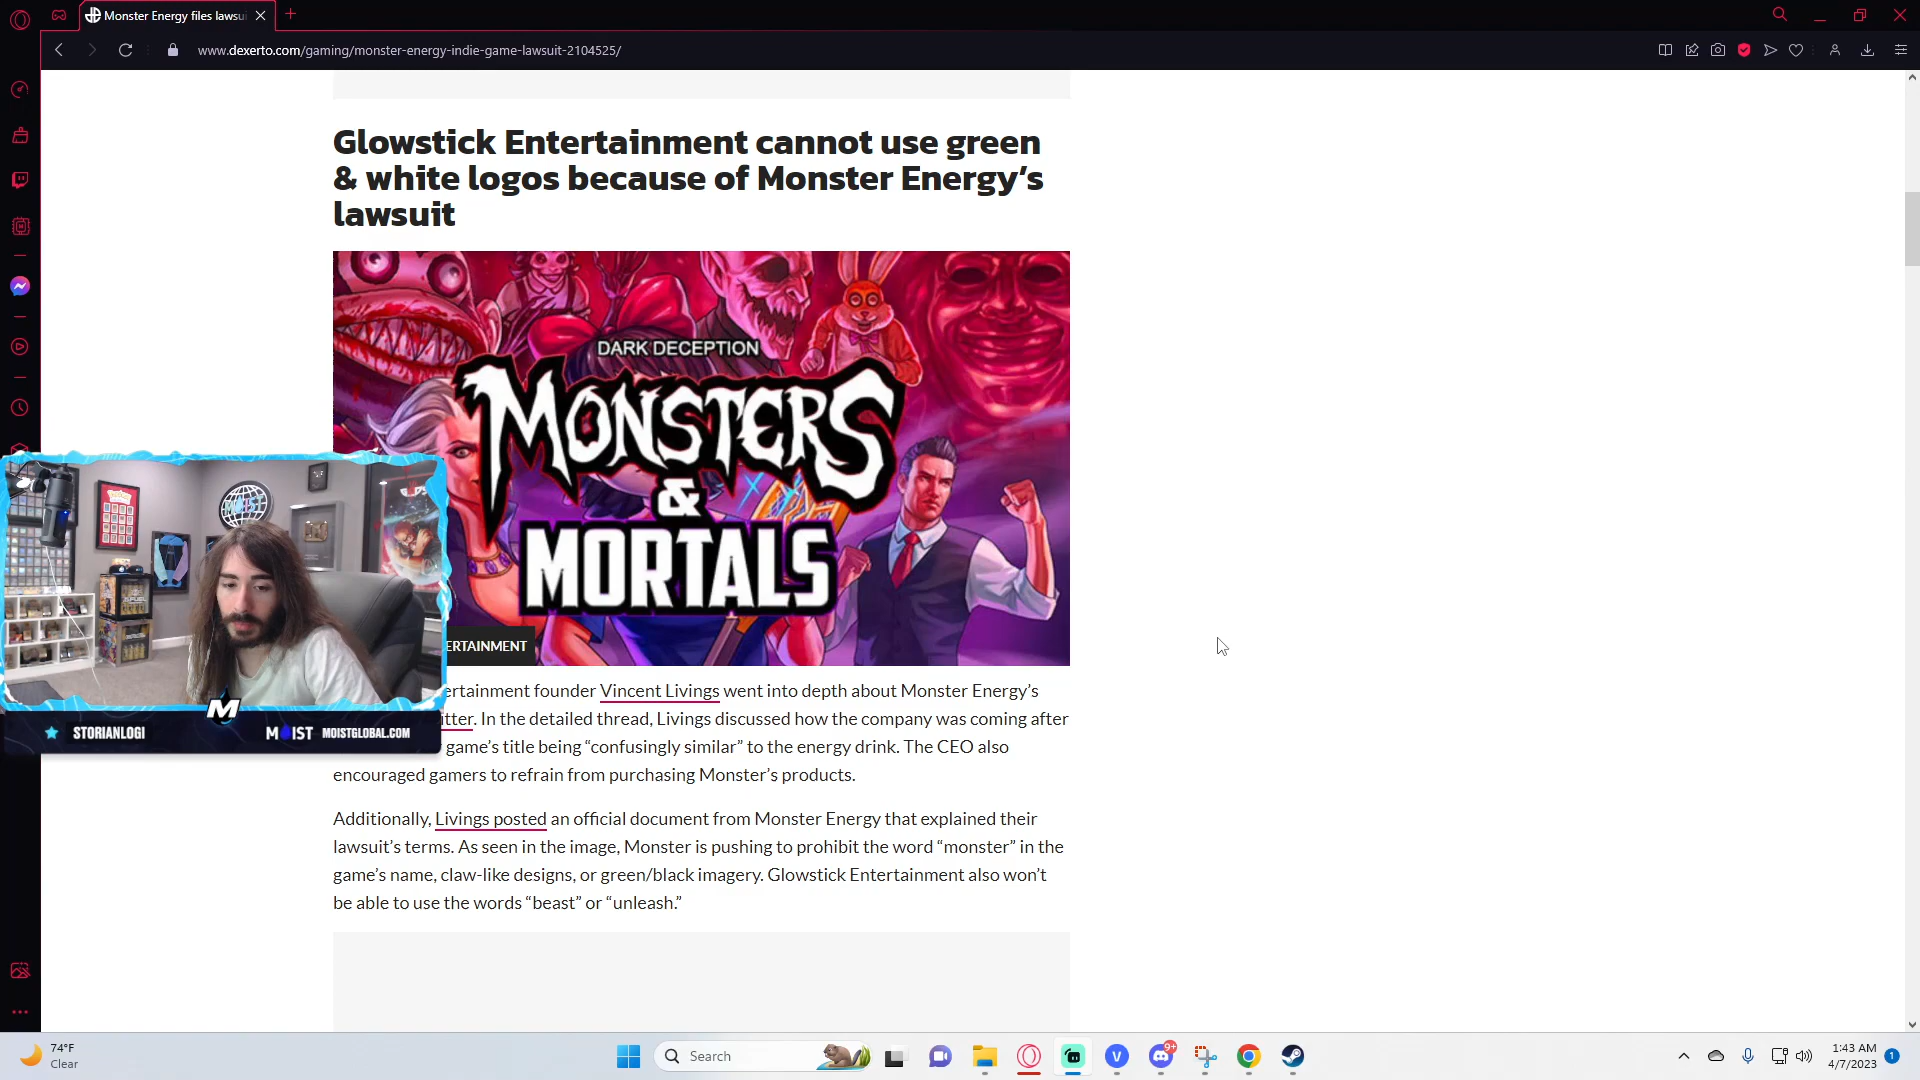 Monster Energy files lawsu
www.dexerto.com/gaming/monster-energy-indie-game-lawsuit-2104525/
Glowstick Entertainment cannot use green
& white logos because of Monster Energy’s
lawsuit
DARK DECEPTION
MONSTERS
&
MORTALS
ERTAINMENT
ertainment founder Vincent Livings went into depth about Monster Energy’s
itter. In the detailed thread, Livings discussed how the company was coming after
game’s title being “confusingly similar” to the energy drink. The CEO also
encouraged gamers to refrain from purchasing Monster’s products.
Additionally, Livings posted an official document from Monster Energy that explained their
lawsuit’s terms. As seen in the image, Monster is pushing to prohibit the word “monster” in the
game’s name, claw-like designs, or green/black imagery. Glowstick Entertainment also won’t
be able to use the words “beast” or “unleash.”
MOIST
M
STORIANLOGI
MOIST MOISTGLOBAL.COM
74°F
Clear
Search
V
9+
1:43 AM
4/7/2023
1